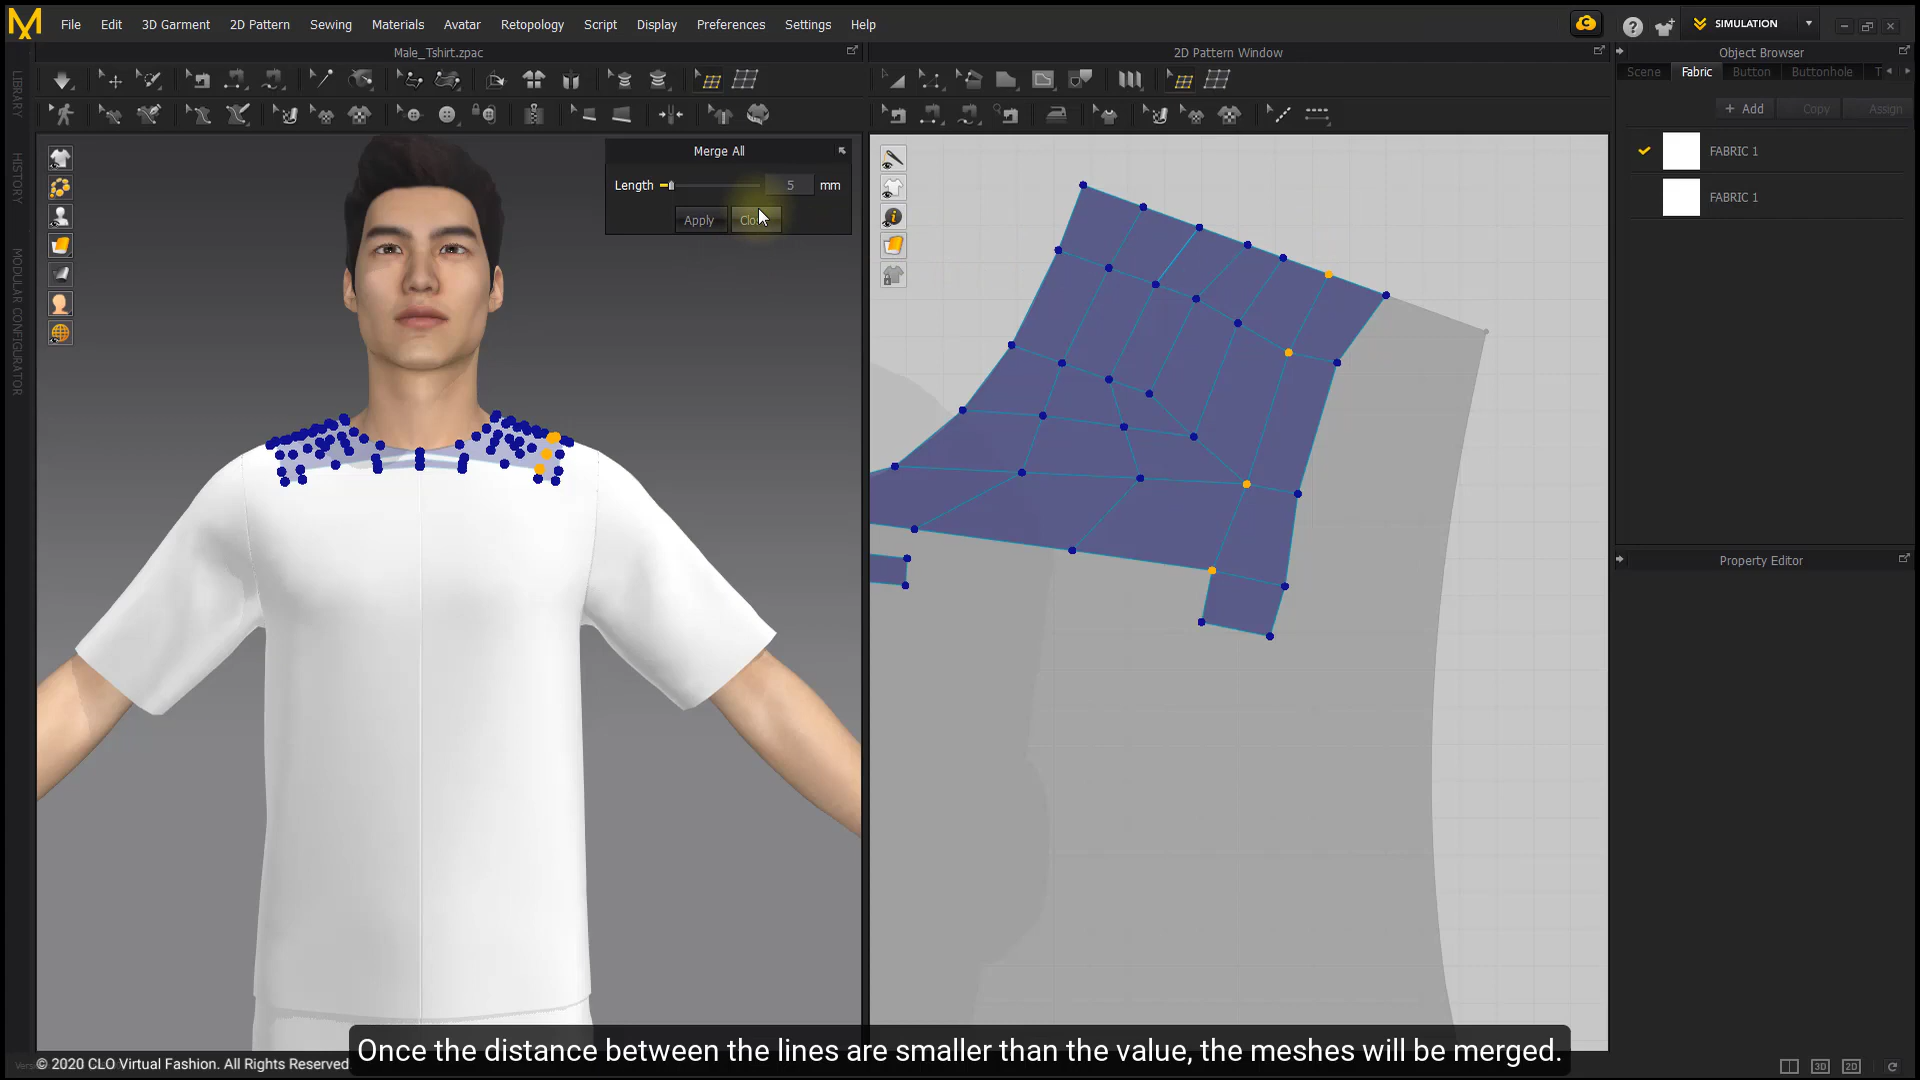 File Edit 3D Garment 2D Pattern Sewing Materials Avatar Retopology Script Display Preferences Settings Help
SIMULATION
Male_Tshirt.zpac
2D Pattern Window
Object Browser
Scene Fabric Button Buttonhole T
+ Add Copy Assign
FABRIC 1
FABRIC 1
LIBRARY
HISTORY
MODULAR CONFIGURATOR
Merge All
Length 5 mm
Apply Clo
Property Editor
Once the distance between the lines are smaller than the value, the meshes will be merged.
© 2020 CLO Virtual Fashion. All Rights Reserved.
3D 2D